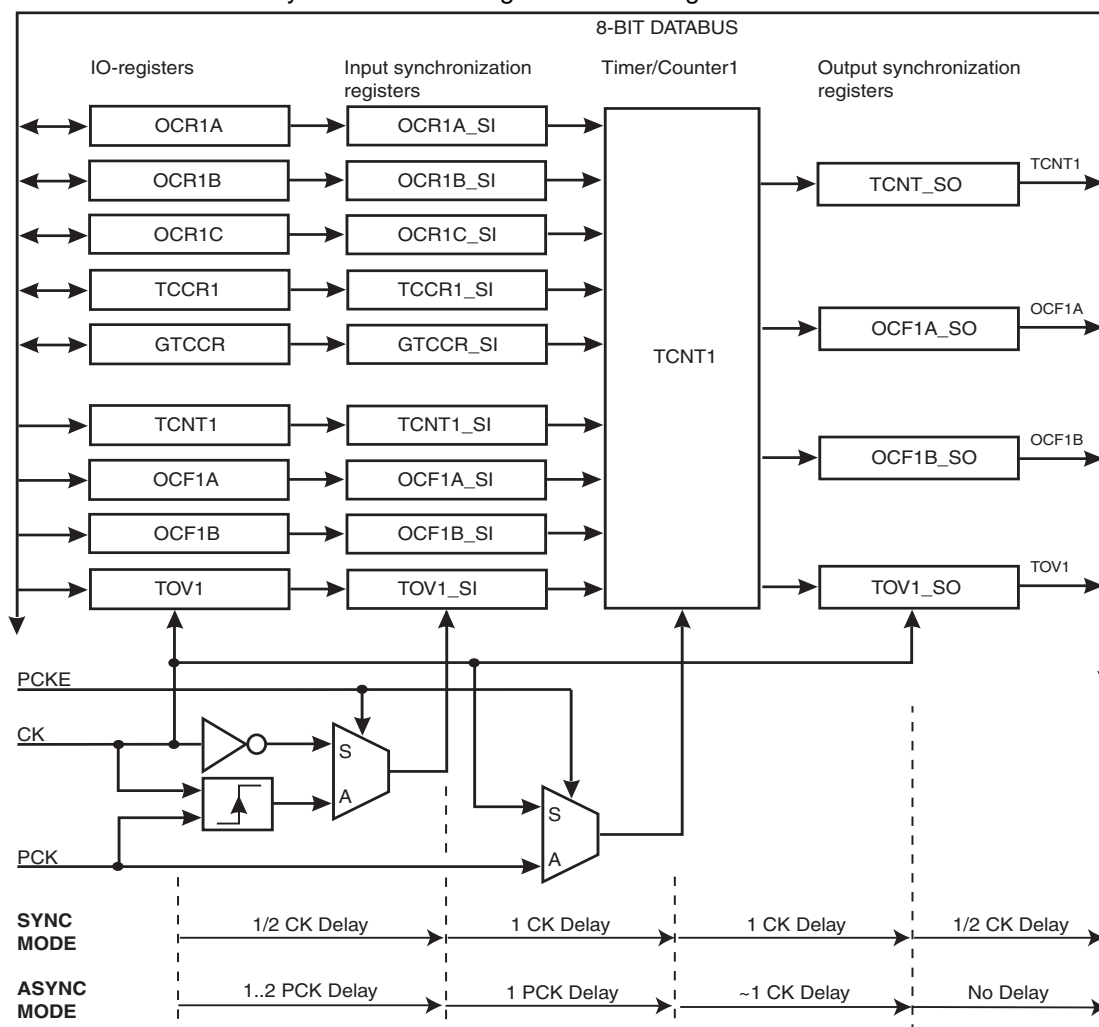 8-BIT DATABUS
IO-registers
Input synchronization
registers
Timer/Counter1
Output synchronization
registers
OCR1A
OCR1A_SI
OCR1B
OCR1B_SI
OCR1C
OCR1C_SI
TCCR1
TCCR1_SI
GTCCR
GTCCR_SI
TCNT1
TCNT1_SI
OCF1A
OCF1A_SI
OCF1B
OCF1B_SI
TOV1
TOV1_SI
TCNT1
TCNT_SO
TCNT1
OCF1A_SO
OCF1A
OCF1B_SO
OCF1B
TOV1_SO
TOV1
PCKE
CK
S
A
S
A
PCK
SYNC
MODE
1/2 CK Delay
1 CK Delay
1 CK Delay
1/2 CK Delay
ASYNC
MODE
1..2 PCK Delay
1 PCK Delay
~1 CK Delay
No Delay